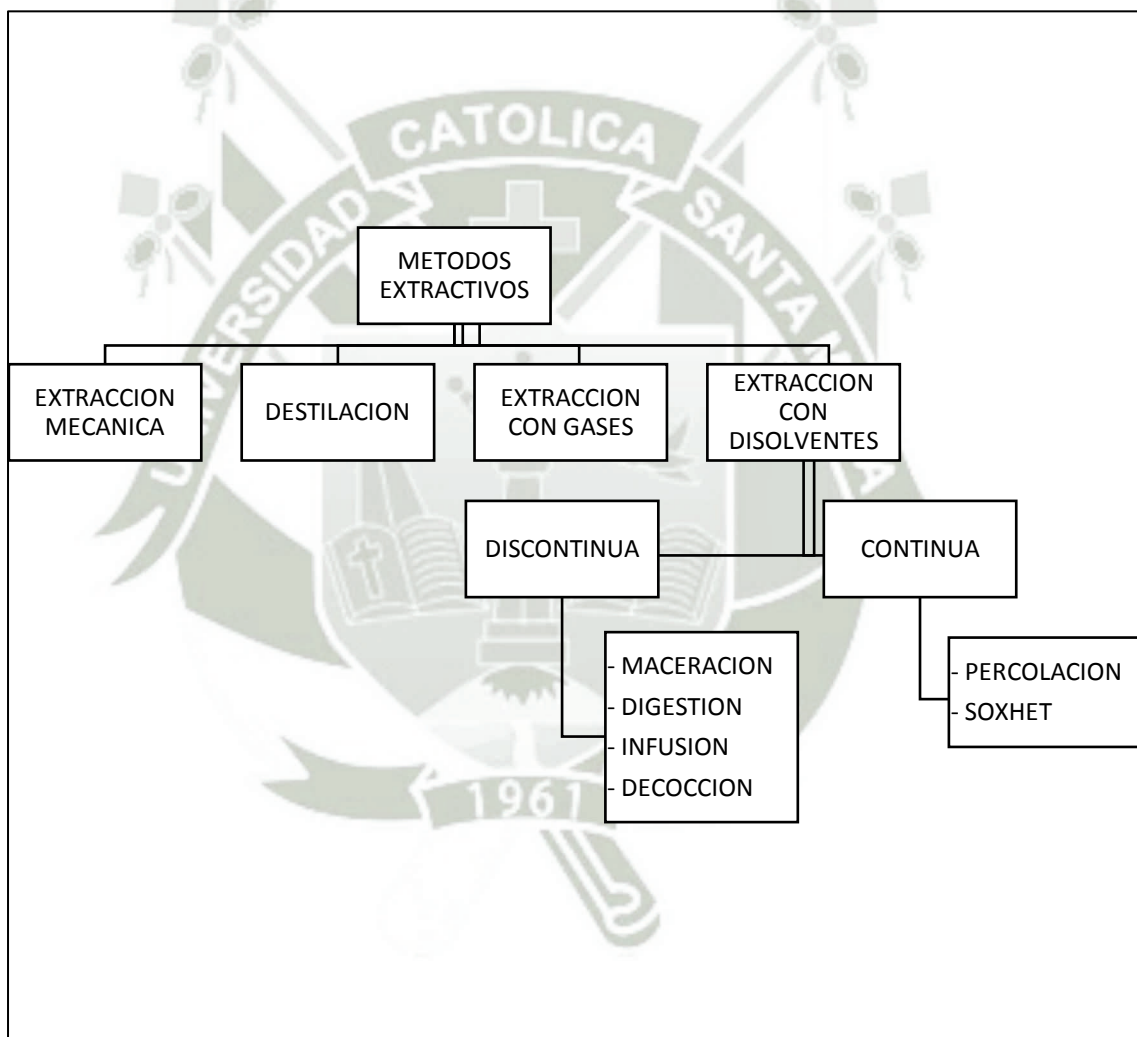 UNIVERSIDAD
CATOLICA
SANTA
METODOS
EXTRACTIVOS
EXTRACCION
MECANICA
DESTILACION
EXTRACCION
CON GASES
EXTRACCION
CON
DISOLVENTES
DISCONTINUA
CONTINUA
- MACERACION
- DIGESTION
- INFUSION
- DECOCCION
- PERCOLACION
- SOXHET
1961